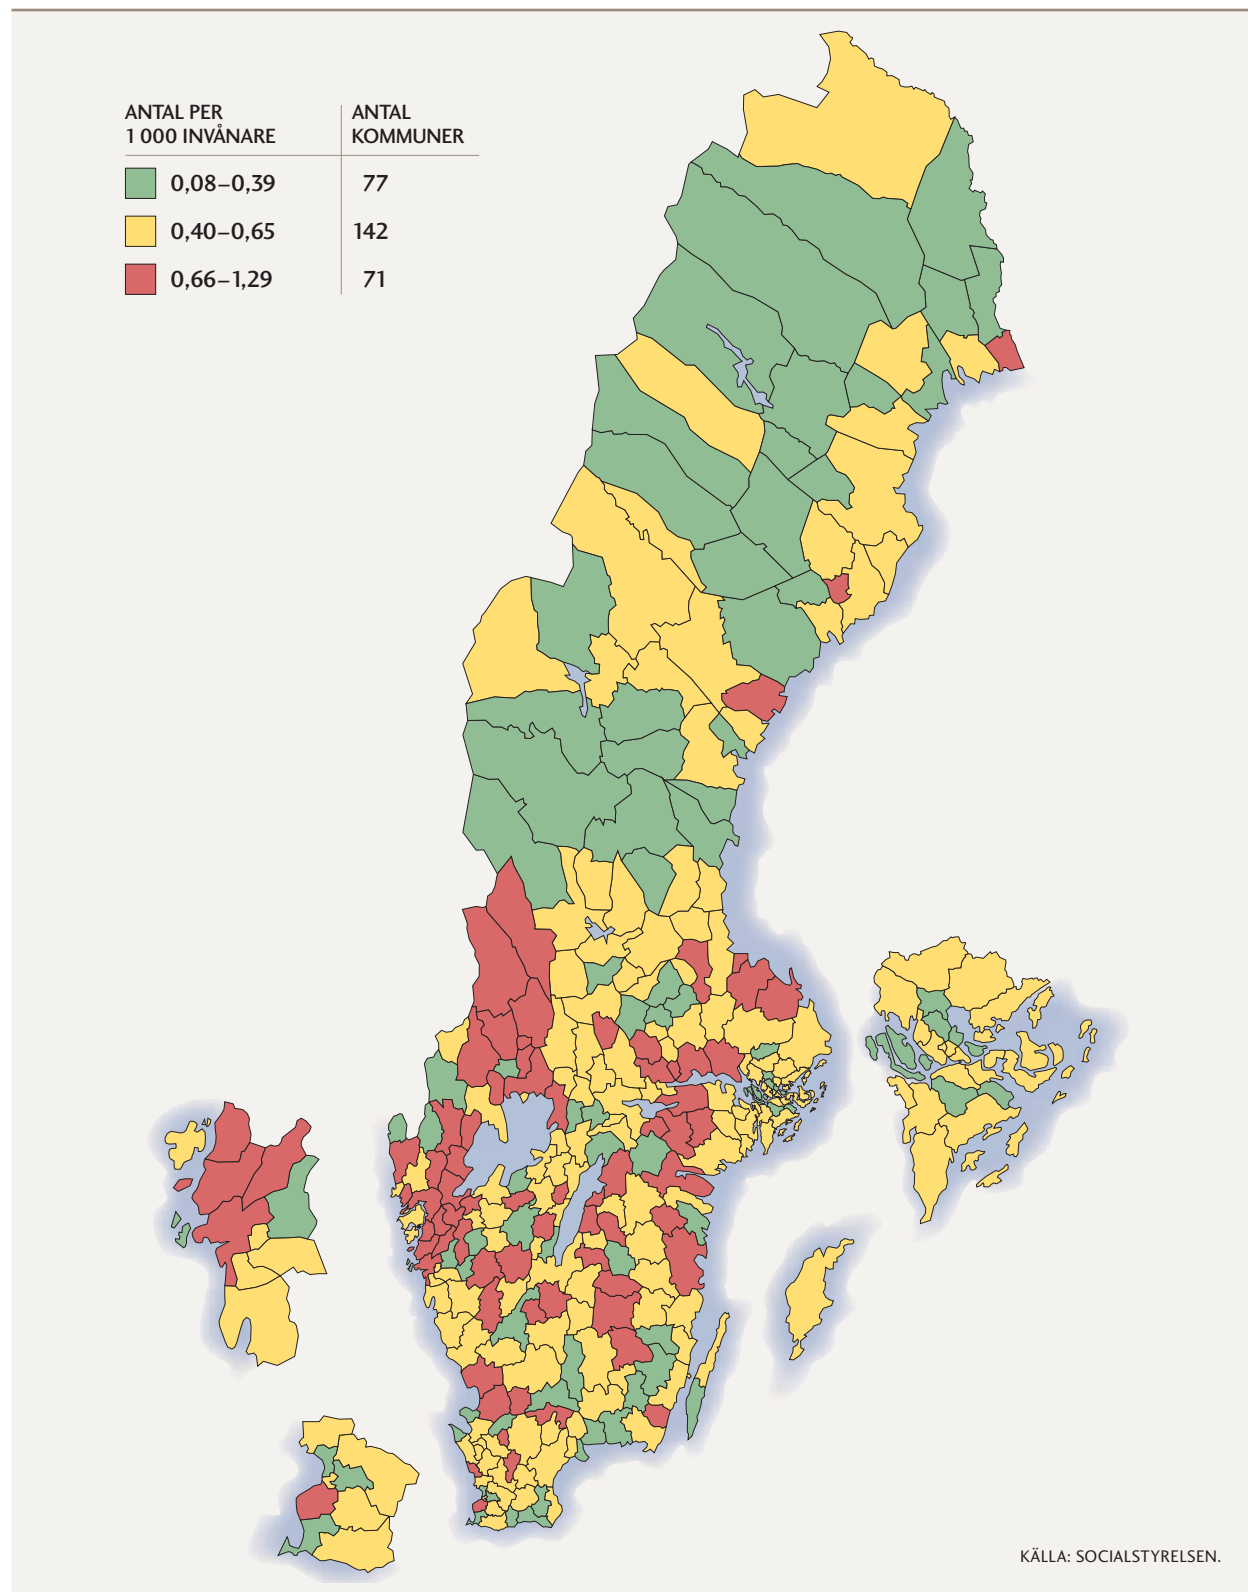 ANTAL PER
1 000 INVÅNARE
ANTAL
KOMMUNER
0,08–0,39 77
0,40–0,65 142
0,66–1,29 71
KÄLLA: SOCIALSTYRELSEN.